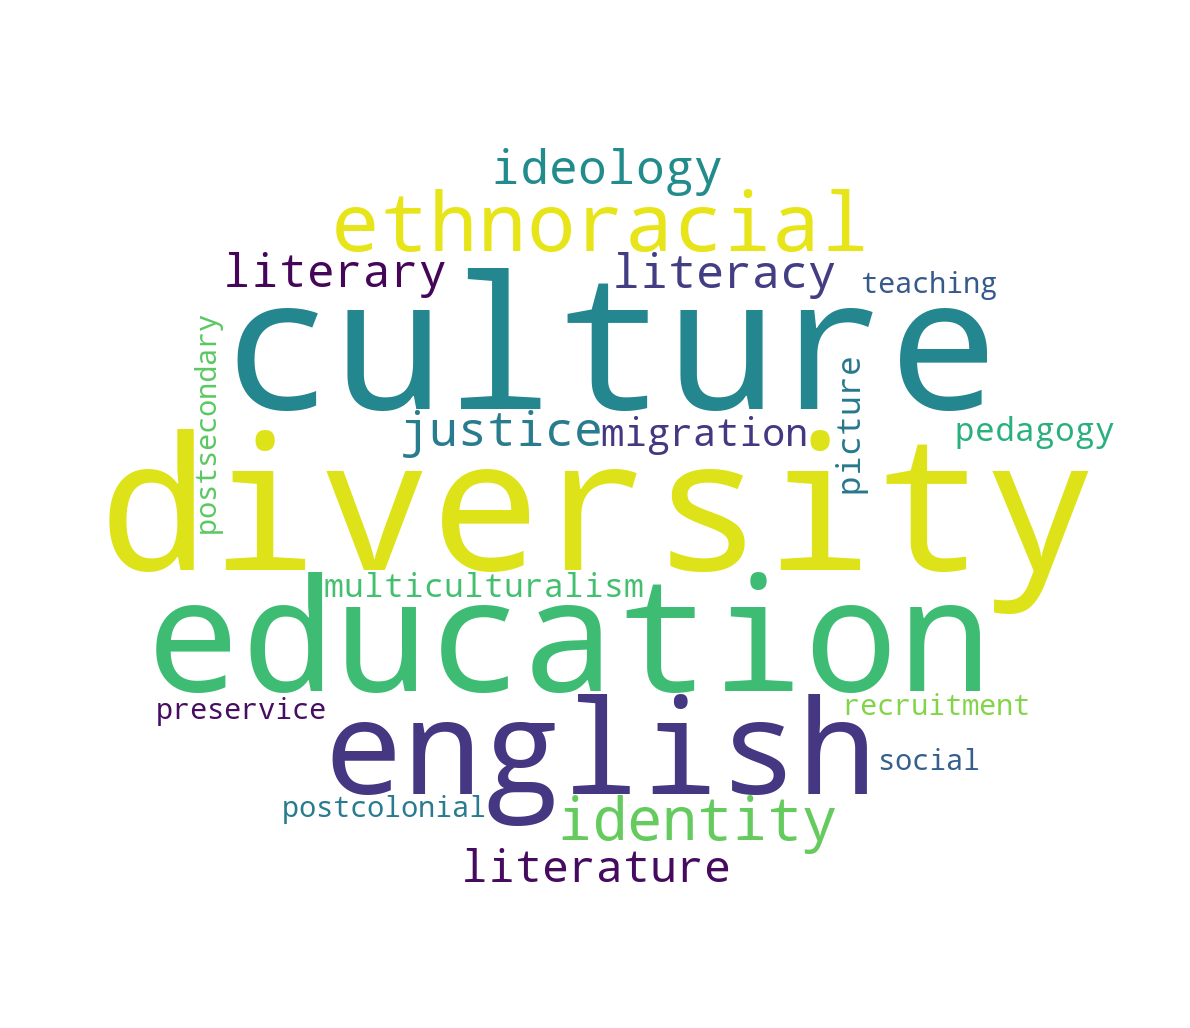 ideology
ethnoracial
literary
literacy
teaching
culture
postsecondary
picture
justice
migration
pedagogy
diversity
multiculturalism
education
preservice
recruitment
english
social
postcolonial
identity
literature